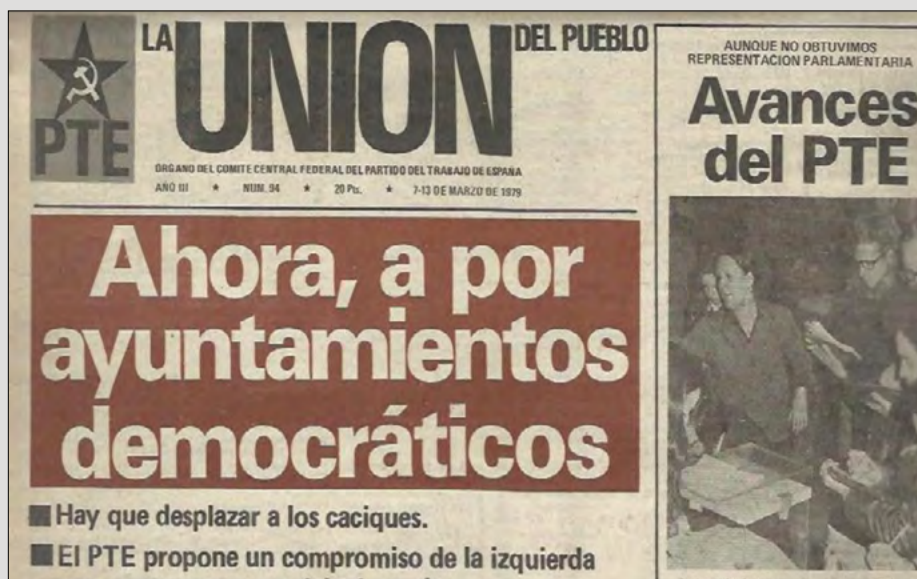 PTE
LA UNION DEL PUEBLO
ORGANO DEL COMITE CENTRAL FEDERAL DEL PARTIDO DEL TRABAJO DE ESPAÑA
AÑO III ★ NUM. 94 ★ 20 Pts. ★ 7-13 DE MARZO DE 1979
Ahora, a por
ayuntamientos
democráticos
■ Hay que desplazar a los caciques.
■ El PTE propone un compromiso de la izquierda
AUNQUE NO OBTUVIMOS
REPRESENTACION PARLAMENTARIA
Avances
del PTE